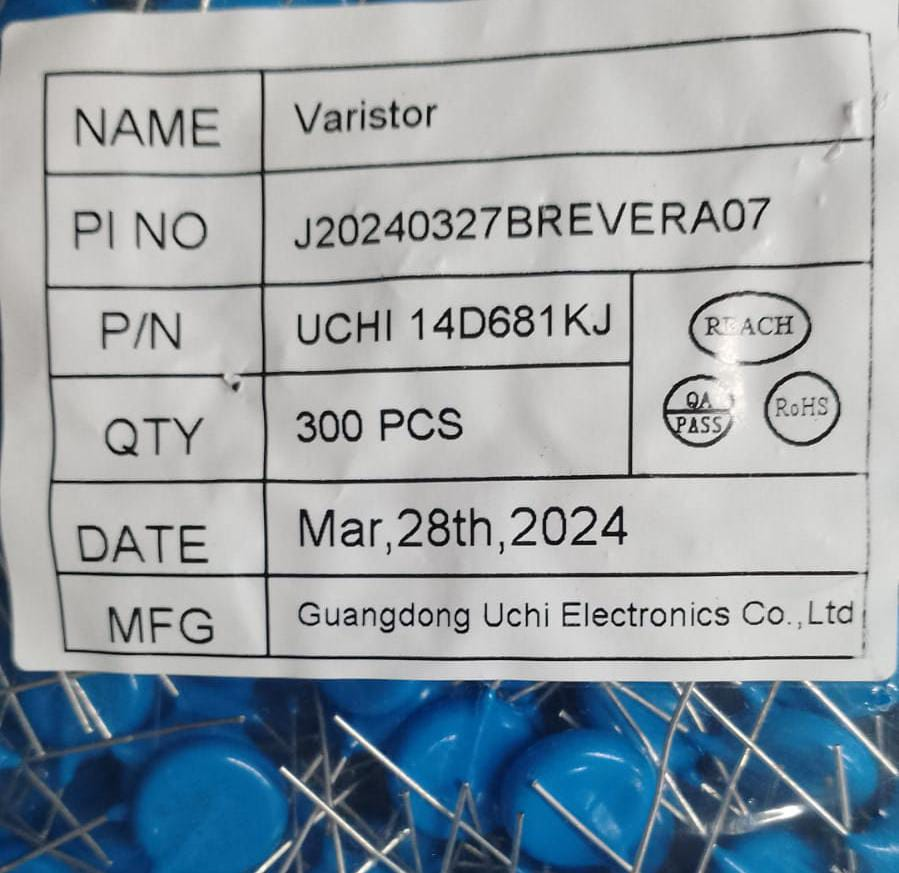 NAME Varistor
PI NO J20240327BREVERA07
P/N UCHI 14D681KJ
REACH
QTY 300 PCS
QA PASS
RoHS
DATE Mar,28th,2024
MFG Guangdong Uchi Electronics Co.,Ltd